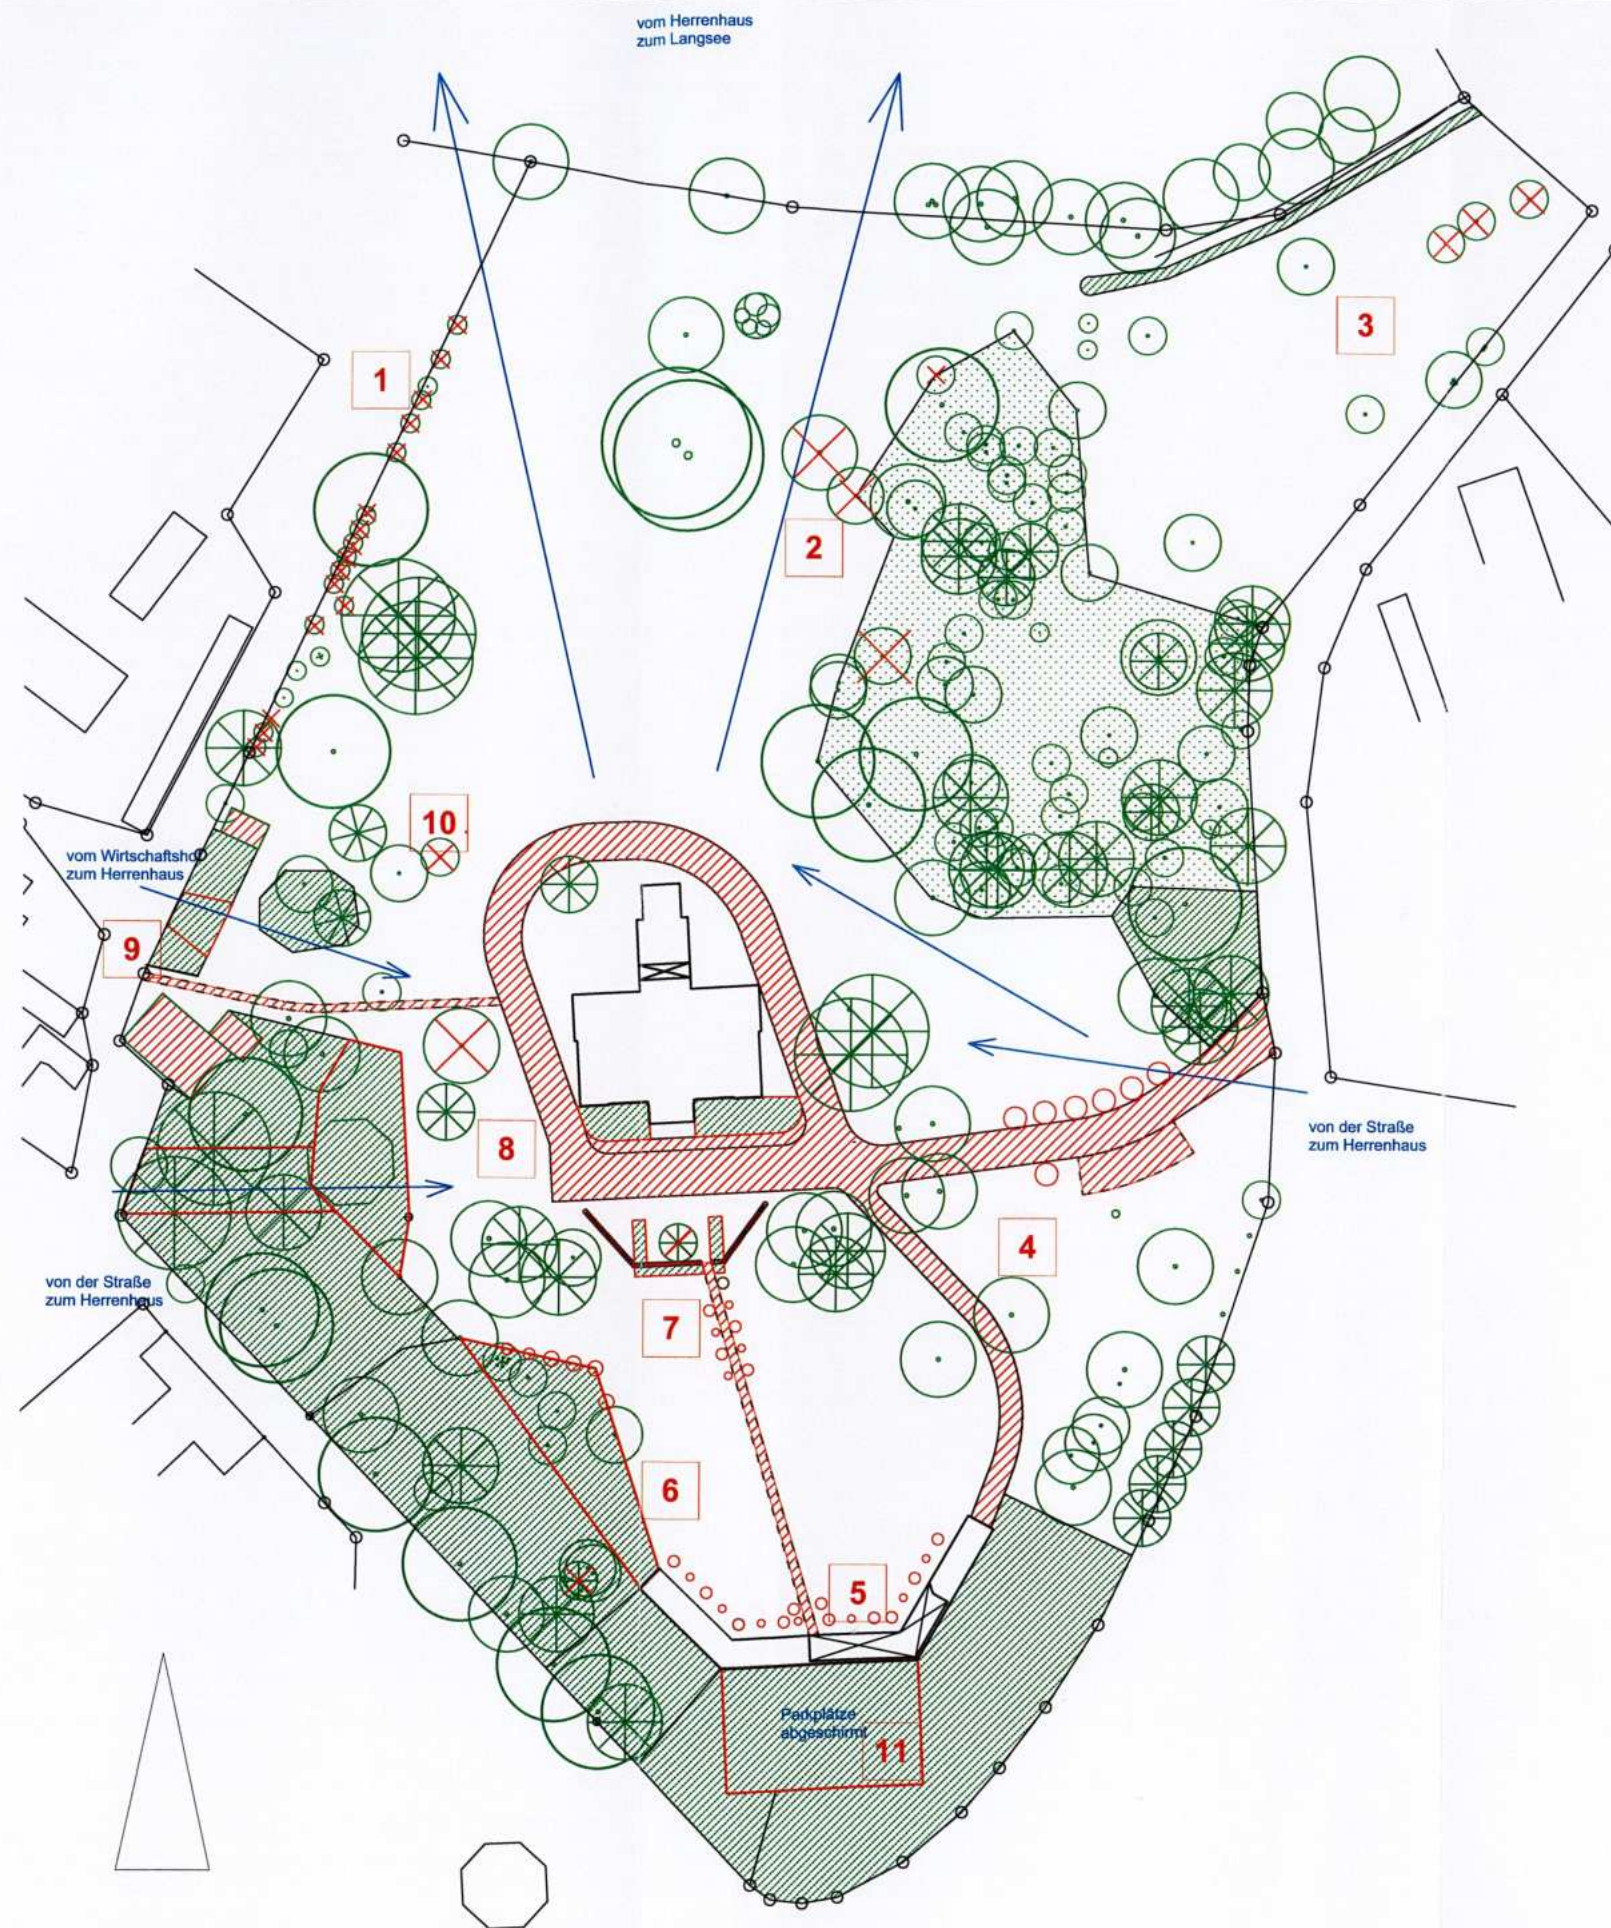 vom Herrenhaus
zum Langsee
3
1
2
10
vom Wirtschaftsho
zum Herrenhaus
9
von der Straße
zum Herrenhaus
8
4
von der Straße
zum Herrenhaus
7
6
5
Parkplätze
abgeschirmt
11